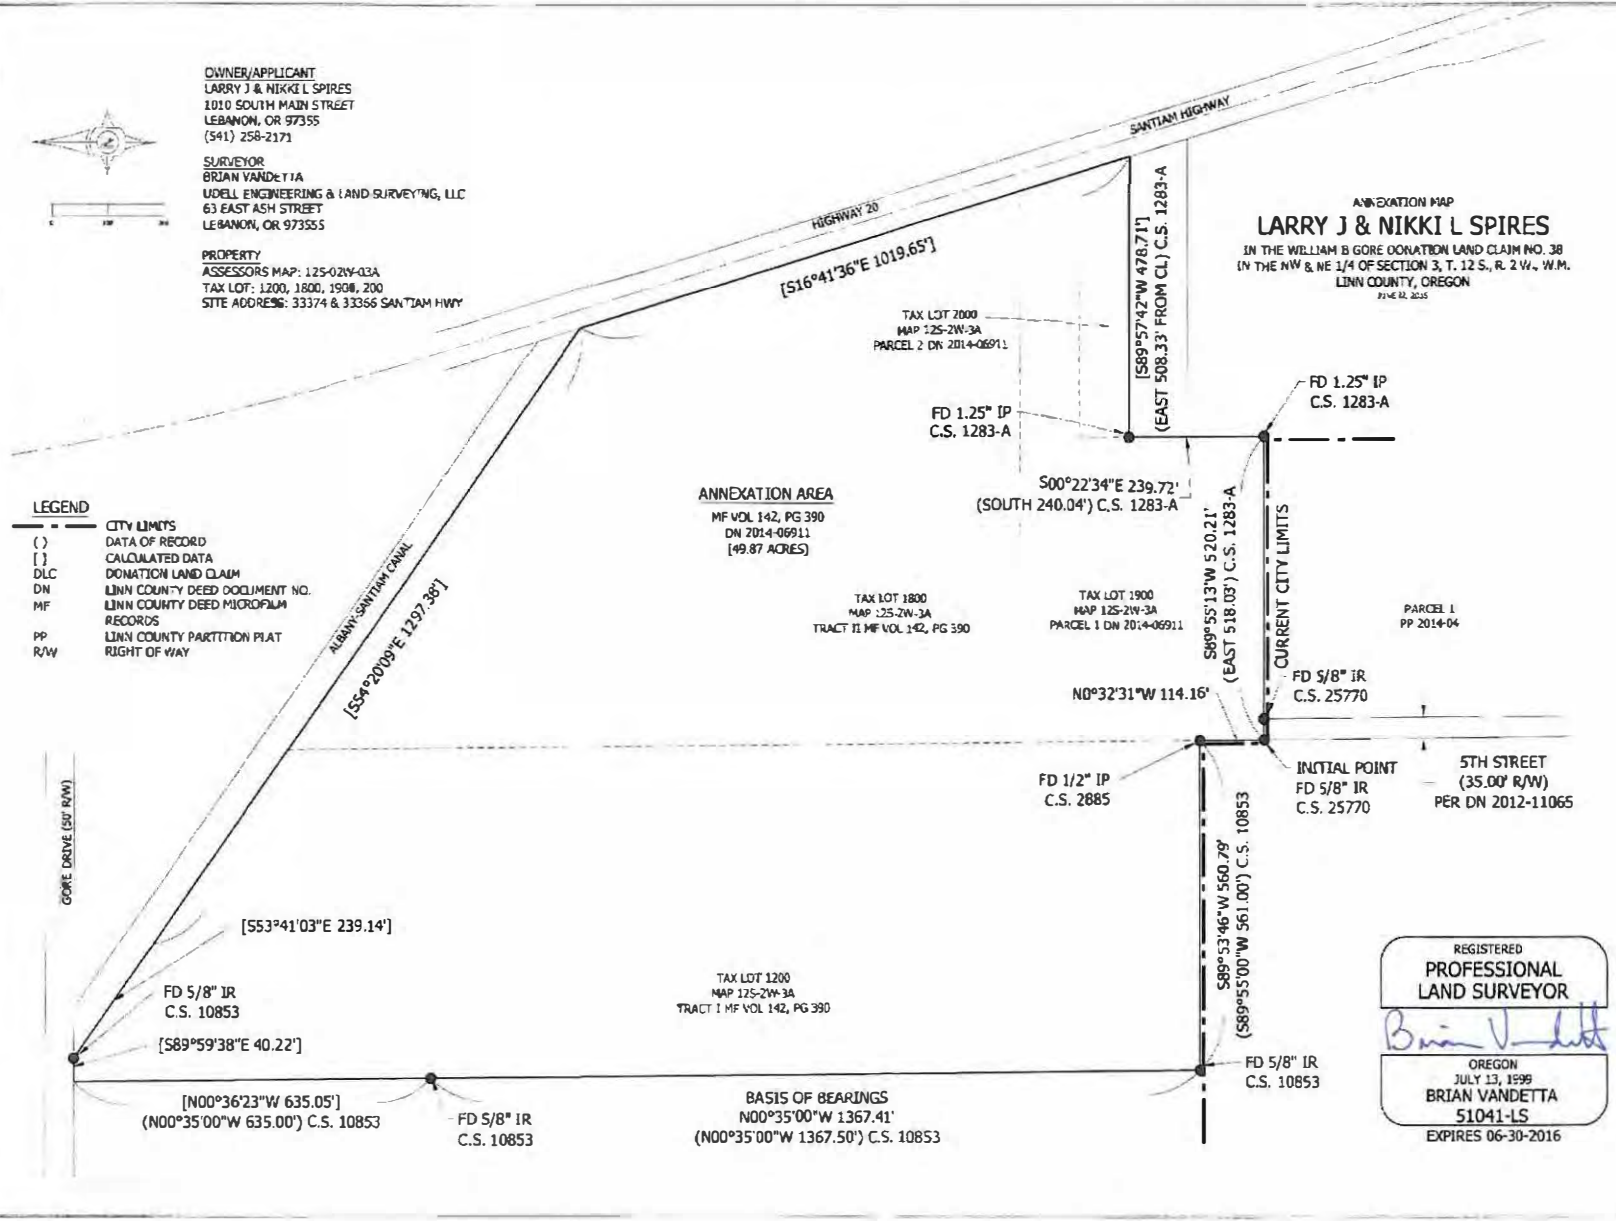 OWNER/APPLICANT
LARRY J & NIKKI L SPIRES
1010 SOUTH MAIN STREET
LEBANON, OR 97355
(541) 258-2171
SURVEYOR
BRIAN VANDETTA
UDELL ENGINEERING & LAND SURVEYING, LLC
63 EAST ASH STREET
LEBANON, OR 973555
PROPERTY
ASSESSORS MAP: 12S-02W-03A
TAX LOT: 1200, 1800, 1900, 200
SITE ADDRESS: 33374 & 33366 SANTIAM HWY
SANTIAM HIGHWAY
HIGHWAY 20
[S16°41'36"E 1019.65']
ANNEXATION MAP
LARRY J & NIKKI L SPIRES
IN THE WILLIAM B GORE DONATION LAND CLAIM NO. 38
IN THE NW & NE 1/4 OF SECTION 3, T. 12 S., R. 2 W., W.M.
LINN COUNTY, OREGON
[S89°57'42"W 478.71']
(EAST 508.33' FROM CL) C.S. 1283-A
TAX LOT 2000
MAP 12S-2W-3A
PARCEL 2 DN 2014-06911
FD 1.25" IP
C.S. 1283-A
FD 1.25" IP
C.S. 1283-A
S00°22'34"E 239.72'
(SOUTH 240.04') C.S. 1283-A
ANNEXATION AREA
MF VOL 142, PG 390
DN 2014-06911
[49.87 ACRES]
LEGEND
CITY LIMITS
( ) DATA OF RECORD
[ ] CALCULATED DATA
DLC DONATION LAND CLAIM
DN LINN COUNTY DEED DOCUMENT NO.
MF LINN COUNTY DEED MICROFILM
RECORDS
PP LINN COUNTY PARTITION PLAT
R/W RIGHT OF WAY
ALBANY-SANTIAM CANAL
[S54°20'09"E 1297.38']
S89°55'13"W 520.21'
(EAST 518.03') C.S. 1283-A
CURRENT CITY LIMITS
TAX LOT 1800
MAP 12S-2W-3A
TRACT II MF VOL 142, PG 390
TAX LOT 1900
MAP 12S-2W-3A
PARCEL 1 DN 2014-06911
PARCEL 1
PP 2014-04
N0°32'31"W 114.16'
FD 5/8" IR
C.S. 25770
FD 1/2" IP
C.S. 2885
INITIAL POINT
FD 5/8" IR
C.S. 25770
5TH STREET
(35.00' R/W)
PER DN 2012-11065
GORE DRIVE (50' R/W)
S89°53'46"W 560.79'
(S89°55'00"W 561.00') C.S. 10853
[S53°41'03"E 239.14']
FD 5/8" IR
C.S. 10853
[S89°59'38"E 40.22']
TAX LOT 1200
MAP 12S-2W-3A
TRACT I MF VOL 142, PG 390
FD 5/8" IR
C.S. 10853
[N00°36'23"W 635.05']
(N00°35'00"W 635.00') C.S. 10853
FD 5/8" IR
C.S. 10853
BASIS OF BEARINGS
N00°35'00"W 1367.41'
(N00°35'00"W 1367.50') C.S. 10853
REGISTERED
PROFESSIONAL
LAND SURVEYOR
Brian Vandetta
OREGON
JULY 13, 1999
BRIAN VANDETTA
51041-LS
EXPIRES 06-30-2016